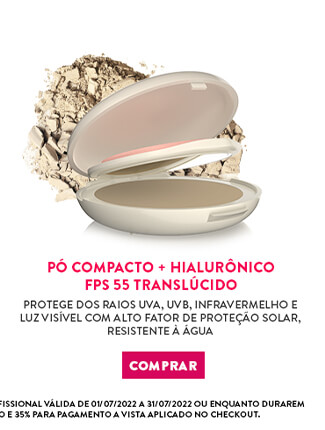 PÓ COMPACTO + HIALURÔNICO
FPS 55 TRANSLÚCIDO
PROTEGE DOS RAIOS UVA, UVB, INFRAVERMELHO E
LUZ VISÍVEL COM ALTO FATOR DE PROTEÇÃO SOLAR,
RESISTENTE À ÁGUA
COMPRAR
FISSIONAL VÁLIDA DE 01/07/2022 A 31/07/2022 OU ENQUANTO DURAREM
O E 35% PARA PAGAMENTO A VISTA APLICADO NO CHECKOUT.